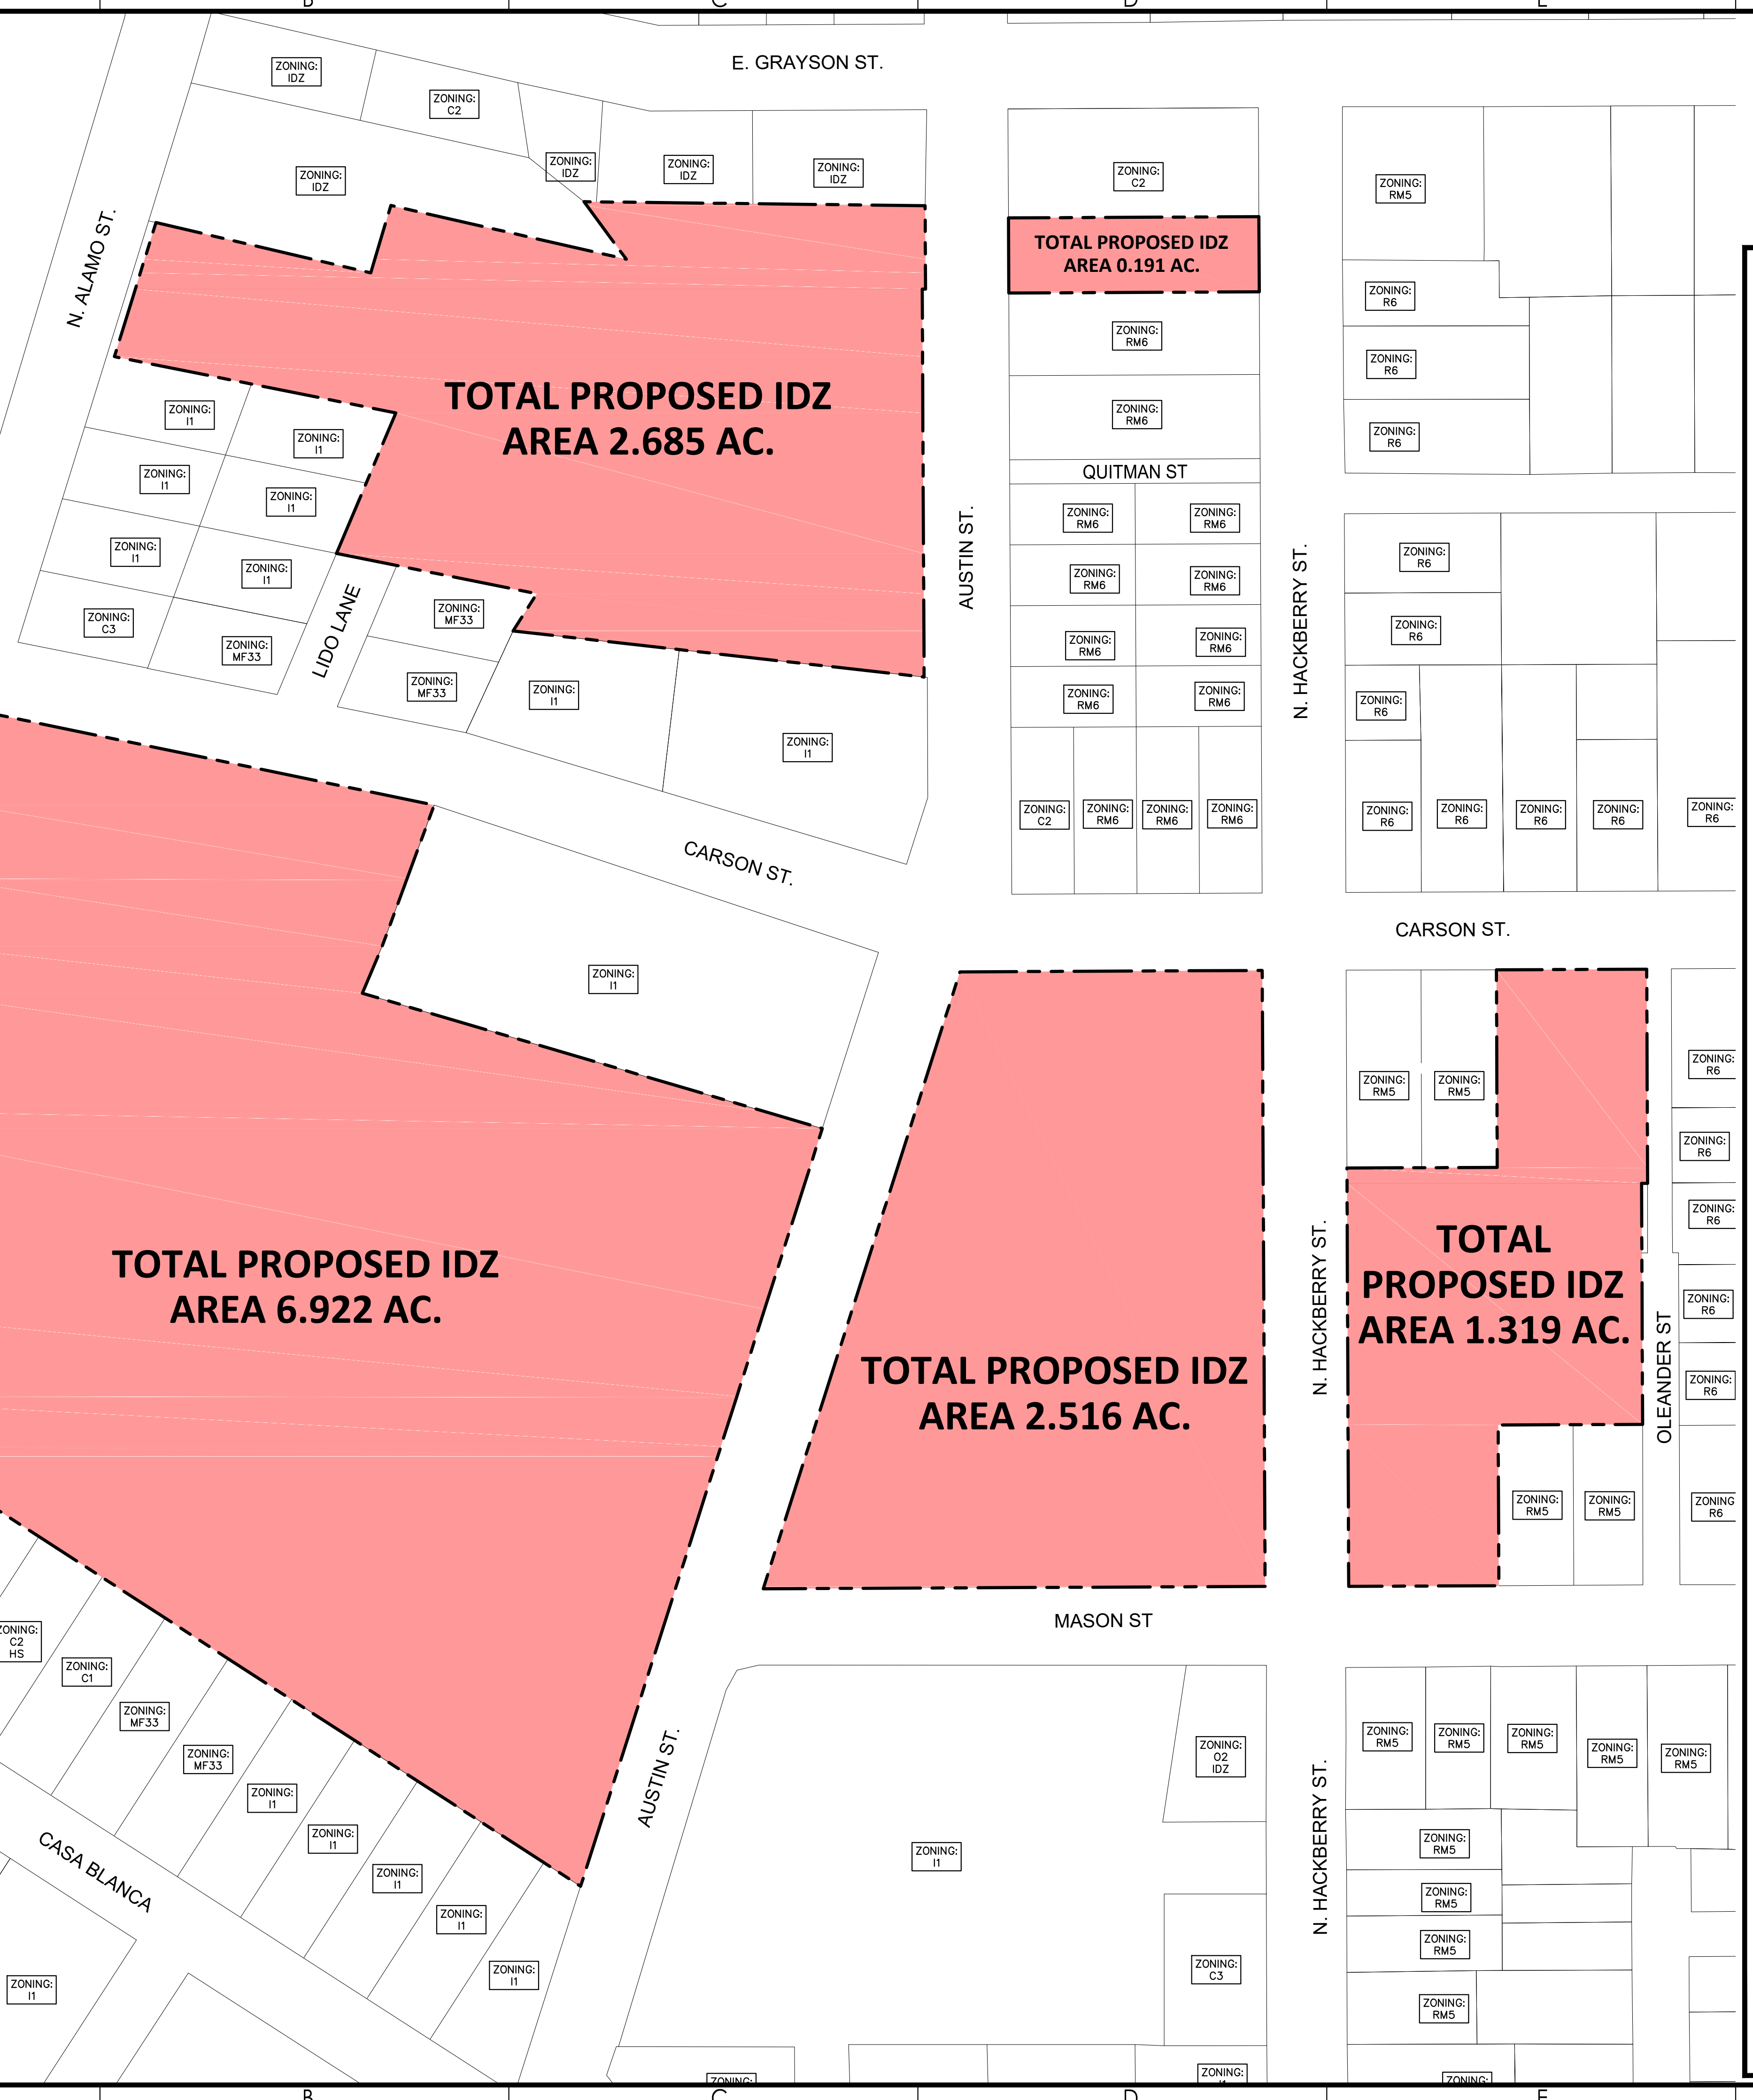 B
C
D
E
E. GRAYSON ST.
ZONING:
IDZ
ZONING:
C2
ZONING:
IDZ
ZONING:
IDZ
ZONING:
IDZ
ZONING:
IDZ
ZONING:
C2
ZONING:
RM5
N. ALAMO ST.
TOTAL PROPOSED IDZ
AREA 0.191 AC.
ZONING:
R6
ZONING:
RM6
ZONING:
R6
TOTAL PROPOSED IDZ
AREA 2.685 AC.
ZONING:
I1
ZONING:
I1
ZONING:
RM6
ZONING:
R6
QUITMAN ST
ZONING:
I1
ZONING:
I1
ZONING:
RM6
ZONING:
RM6
AUSTIN ST.
N. HACKBERRY ST.
ZONING:
I1
ZONING:
I1
ZONING:
RM6
ZONING:
RM6
ZONING:
R6
LIDO LANE
ZONING:
C3
ZONING:
MF33
ZONING:
MF33
ZONING:
RM6
ZONING:
RM6
ZONING:
R6
ZONING:
MF33
ZONING:
I1
ZONING:
RM6
ZONING:
RM6
ZONING:
R6
ZONING:
I1
ZONING:
C2
ZONING:
RM6
ZONING:
RM6
ZONING:
RM6
ZONING:
R6
ZONING:
R6
ZONING:
R6
ZONING:
R6
ZONING:
R6
CARSON ST.
CARSON ST.
ZONING:
I1
ZONING:
RM5
ZONING:
RM5
ZONING:
R6
ZONING:
R6
ZONING:
R6
TOTAL PROPOSED IDZ
AREA 6.922 AC.
N. HACKBERRY ST.
TOTAL
PROPOSED IDZ
AREA 1.319 AC.
ZONING:
R6
OLEANDER ST
TOTAL PROPOSED IDZ
AREA 2.516 AC.
ZONING:
R6
ZONING:
RM5
ZONING:
RM5
ZONING
R6
MASON ST
ZONING:
C2
HS
ZONING:
C1
ZONING:
MF33
ZONING:
MF33
ZONING:
I1
ZONING:
I1
ZONING:
I1
ZONING:
I1
ZONING:
I1
AUSTIN ST.
ZONING:
O2
IDZ
ZONING:
RM5
ZONING:
RM5
ZONING:
RM5
ZONING:
RM5
ZONING:
RM5
N. HACKBERRY ST.
CASA BLANCA
ZONING:
I1
ZONING:
RM5
ZONING:
RM5
ZONING:
RM5
ZONING:
C3
ZONING:
I1
ZONING:
RM5
ZONING:
ZONING:
ZONING:
B
C
D
E